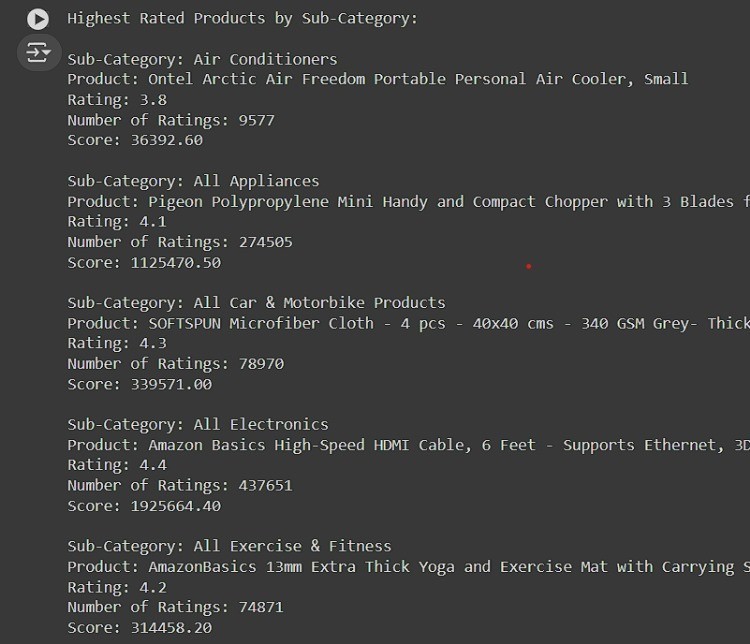 Highest Rated Products by Sub-Category:
Sub-Category: Air Conditioners
Product: Ontel Arctic Air Freedom Portable Personal Air Cooler, Small
Rating: 3.8
Number of Ratings: 9577
Score: 36392.60
Sub-Category: All Appliances
Product: Pigeon Polypropylene Mini Handy and Compact Chopper with 3 Blades f
Rating: 4.1
Number of Ratings: 274505
Score: 1125470.50
Sub-Category: All Car & Motorbike Products
Product: SOFTSPUN Microfiber Cloth - 4 pcs - 40x40 cms - 340 GSM Grey- Thick
Rating: 4.3
Number of Ratings: 78970
Score: 339571.00
Sub-Category: All Electronics
Product: Amazon Basics High-Speed HDMI Cable, 6 Feet - Supports Ethernet, 3D
Rating: 4.4
Number of Ratings: 437651
Score: 1925664.40
Sub-Category: All Exercise & Fitness
Product: AmazonBasics 13mm Extra Thick Yoga and Exercise Mat with Carrying S
Rating: 4.2
Number of Ratings: 74871
Score: 314458.20